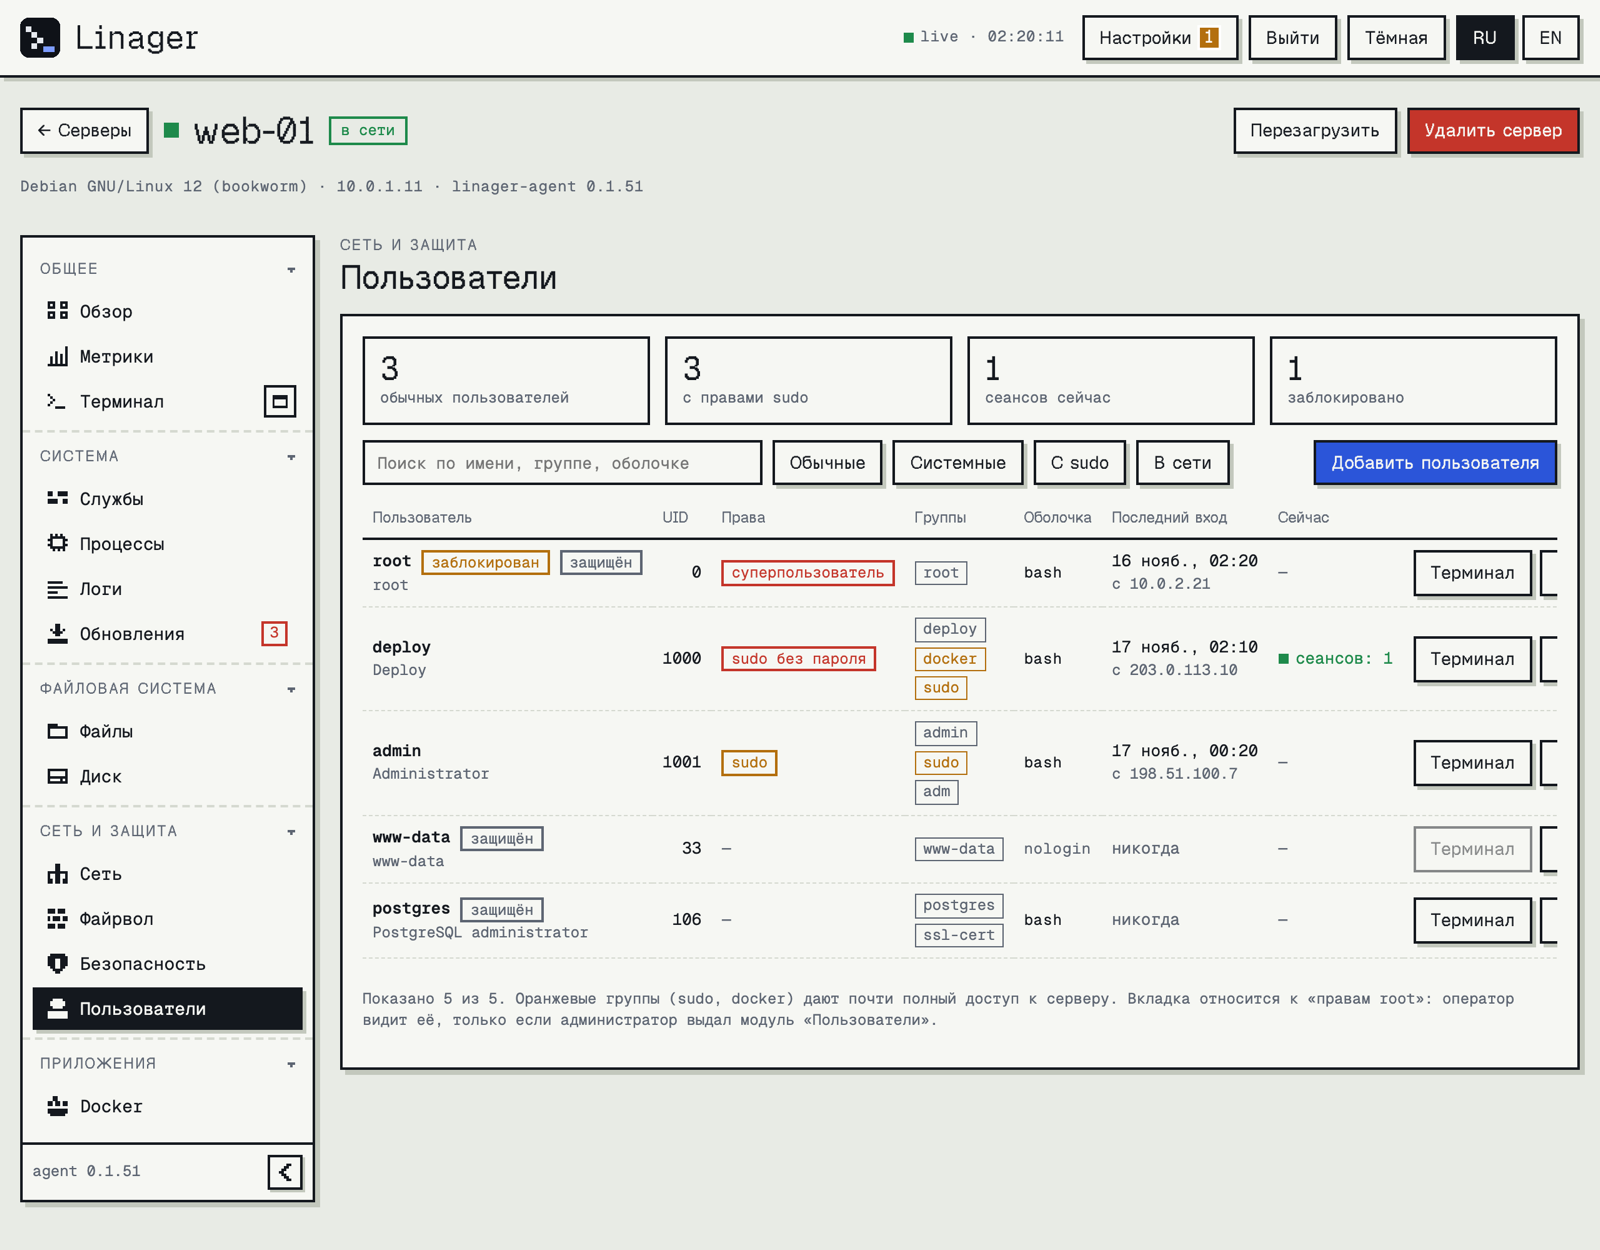 Linager
live · 02:20:11
Настройки 1
Выйти
Тёмная
RU
EN
← Серверы
web-01
в сети
Перезагрузить
Удалить сервер
Debian GNU/Linux 12 (bookworm) · 10.0.1.11 · linager-agent 0.1.51
ОБЩЕЕ
Обзор
Метрики
Терминал
СИСТЕМА
Службы
Процессы
Логи
Обновления 3
ФАЙЛОВАЯ СИСТЕМА
Файлы
Диск
СЕТЬ И ЗАЩИТА
Сеть
Файрвол
Безопасность
Пользователи
ПРИЛОЖЕНИЯ
Docker
agent 0.1.51
СЕТЬ И ЗАЩИТА
Пользователи
3
обычных пользователей
3
с правами sudo
1
сеансов сейчас
1
заблокировано
Поиск по имени, группе, оболочке
Обычные
Системные
С sudo
В сети
Добавить пользователя
Пользователь UID Права Группы Оболочка Последний вход Сейчас
root заблокирован защищён
root
0
суперпользователь
root
bash
16 нояб., 02:20
с 10.0.2.21
—
Терминал
deploy
Deploy
1000
sudo без пароля
deploy
docker
sudo
bash
17 нояб., 02:10
с 203.0.113.10
сеансов: 1
Терминал
admin
Administrator
1001
sudo
admin
sudo
adm
bash
17 нояб., 00:20
с 198.51.100.7
—
Терминал
www-data защищён
www-data
33
—
www-data
nologin
никогда
—
Терминал
postgres защищён
PostgreSQL administrator
106
—
postgres
ssl-cert
bash
никогда
—
Терминал
Показано 5 из 5. Оранжевые группы (sudo, docker) дают почти полный доступ к серверу. Вкладка относится к «правам root»: оператор
видит её, только если администратор выдал модуль «Пользователи».